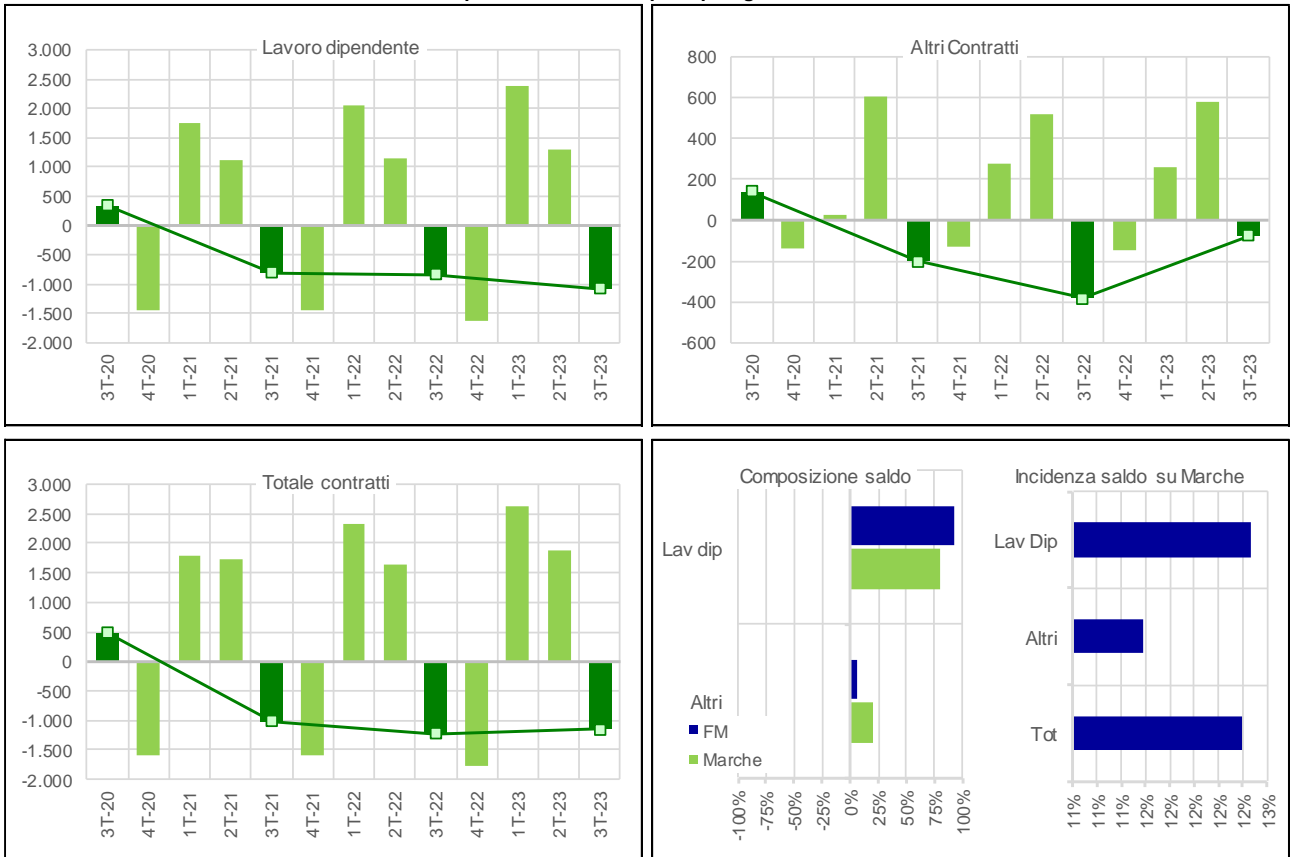 Lavoro dipendente
3.000
2.500
2.000
1.500
1.000
500
0
-500
-1.000
-1.500
-2.000
3T-20
4T-20
1T-21
2T-21
3T-21
4T-21
1T-22
2T-22
3T-22
4T-22
1T-23
2T-23
3T-23
Altri Contratti
800
600
400
200
0
-200
-400
-600
3T-20
4T-20
1T-21
2T-21
3T-21
4T-21
1T-22
2T-22
3T-22
4T-22
1T-23
2T-23
3T-23
Totale contratti
3.000
2.500
2.000
1.500
1.000
500
0
-500
-1.000
-1.500
-2.000
3T-20
4T-20
1T-21
2T-21
3T-21
4T-21
1T-22
2T-22
3T-22
4T-22
1T-23
2T-23
3T-23
Composizione saldo
Lav dip
Altri
FM
Marche
-100%
-75%
-50%
-25%
0%
25%
50%
75%
100%
Incidenza saldo su Marche
Lav Dip
Altri
Tot
11%
11%
11%
12%
12%
12%
12%
12%
13%